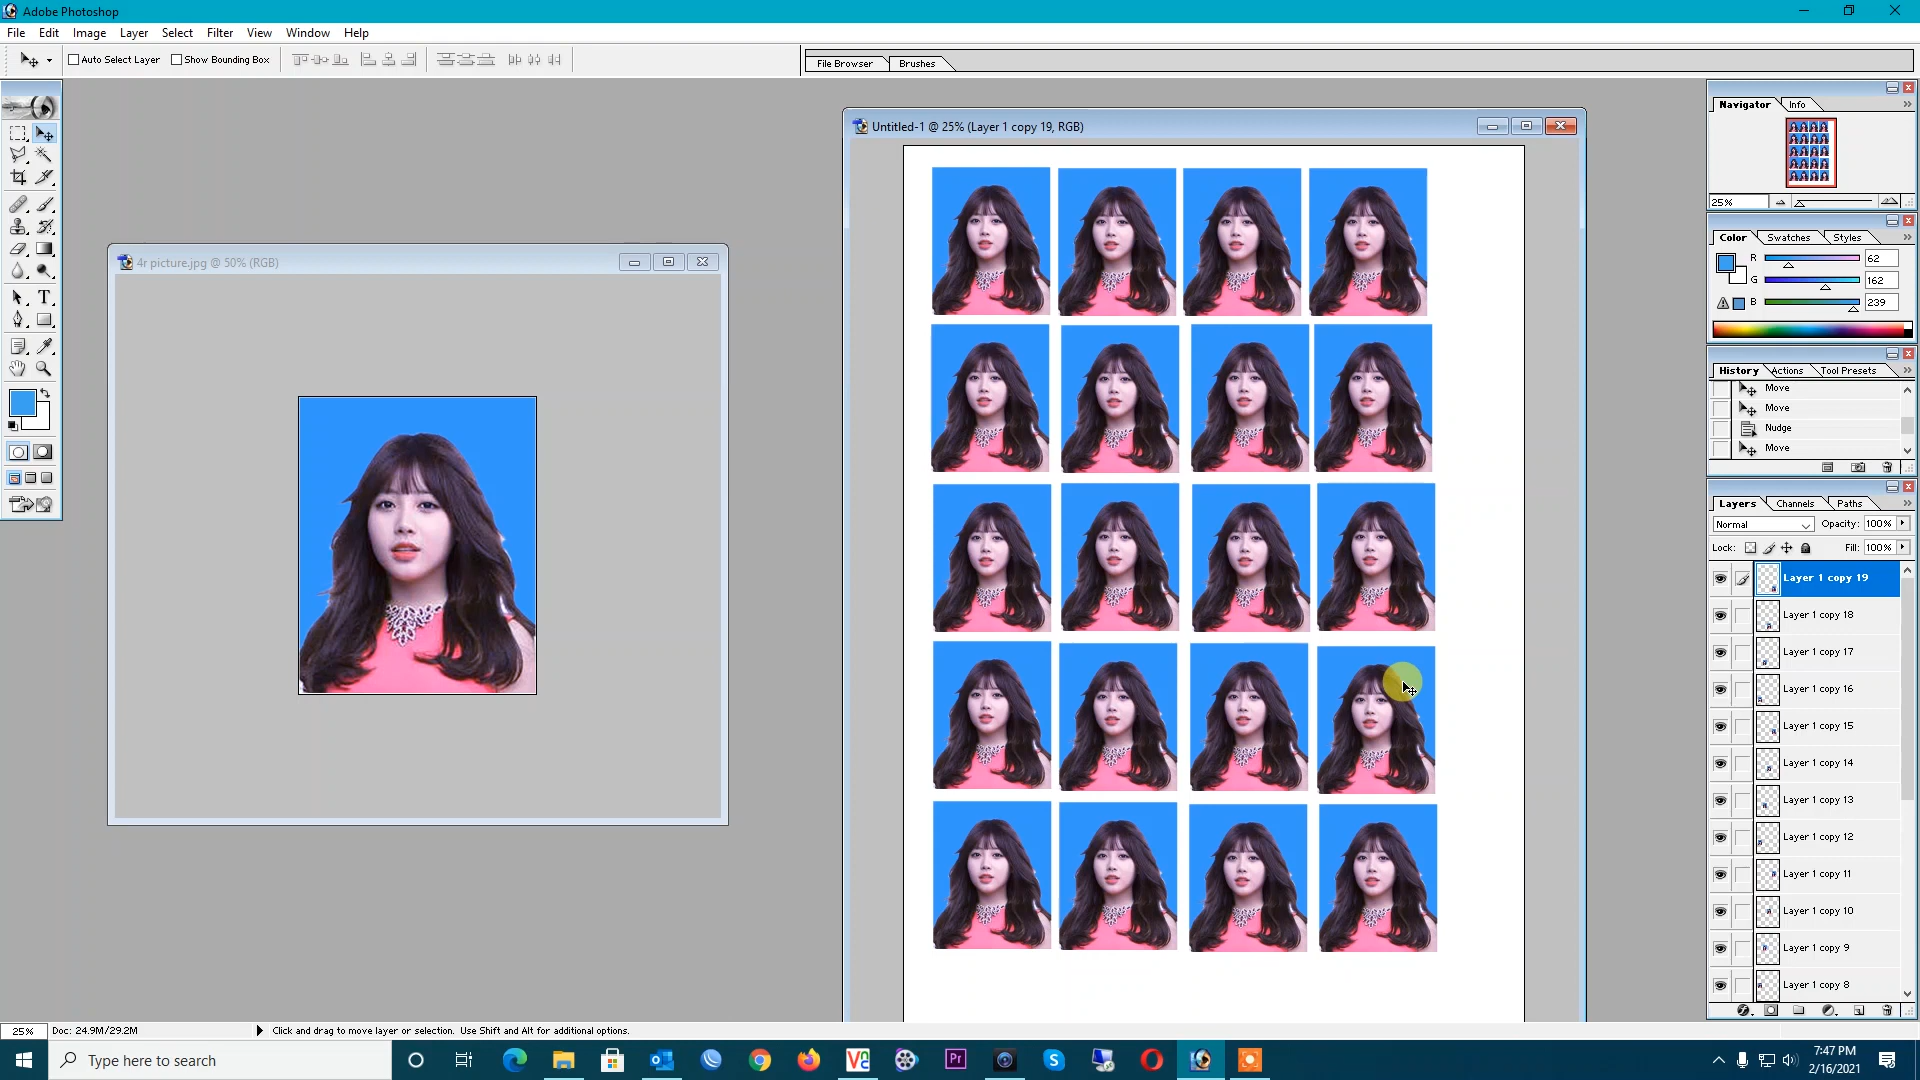 Adobe Photoshop
File Edit Image Layer Select Filter View Window Help
Auto Select Layer Show Bounding Box
File Browser Brushes
Untitled-1 @ 25% (Layer 1 copy 19, RGB)
4r picture.jpg @ 50% (RGB)
Navigator Info
25%
Color Swatches Styles
R 62
G 162
B 239
History Actions Tool Presets
Move
Move
Nudge
Move
Layers Channels Paths
Normal Opacity: 100%
Lock: Fill: 100%
Layer 1 copy 19
Layer 1 copy 18
Layer 1 copy 17
Layer 1 copy 16
Layer 1 copy 15
Layer 1 copy 14
Layer 1 copy 13
Layer 1 copy 12
Layer 1 copy 11
Layer 1 copy 10
Layer 1 copy 9
Layer 1 copy 8
25% Doc: 24.9M/29.2M Click and drag to move layer or selection. Use Shift and Alt for additional options.
Type here to search
Pr
7:47 PM
2/16/2021